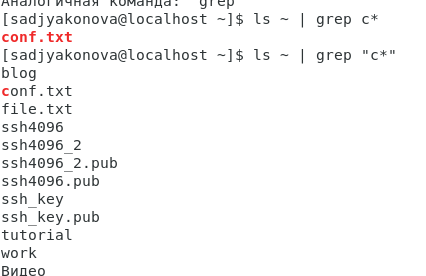 Аналогичная команда: "grep"
[sadjyakonova@localhost ~]$ ls ~ | grep c*
conf.txt
[sadjyakonova@localhost ~]$ ls ~ | grep "c*"
blog
conf.txt
file.txt
ssh4096
ssh4096_2
ssh4096_2.pub
ssh4096.pub
ssh_key
ssh_key.pub
tutorial
work
Видео